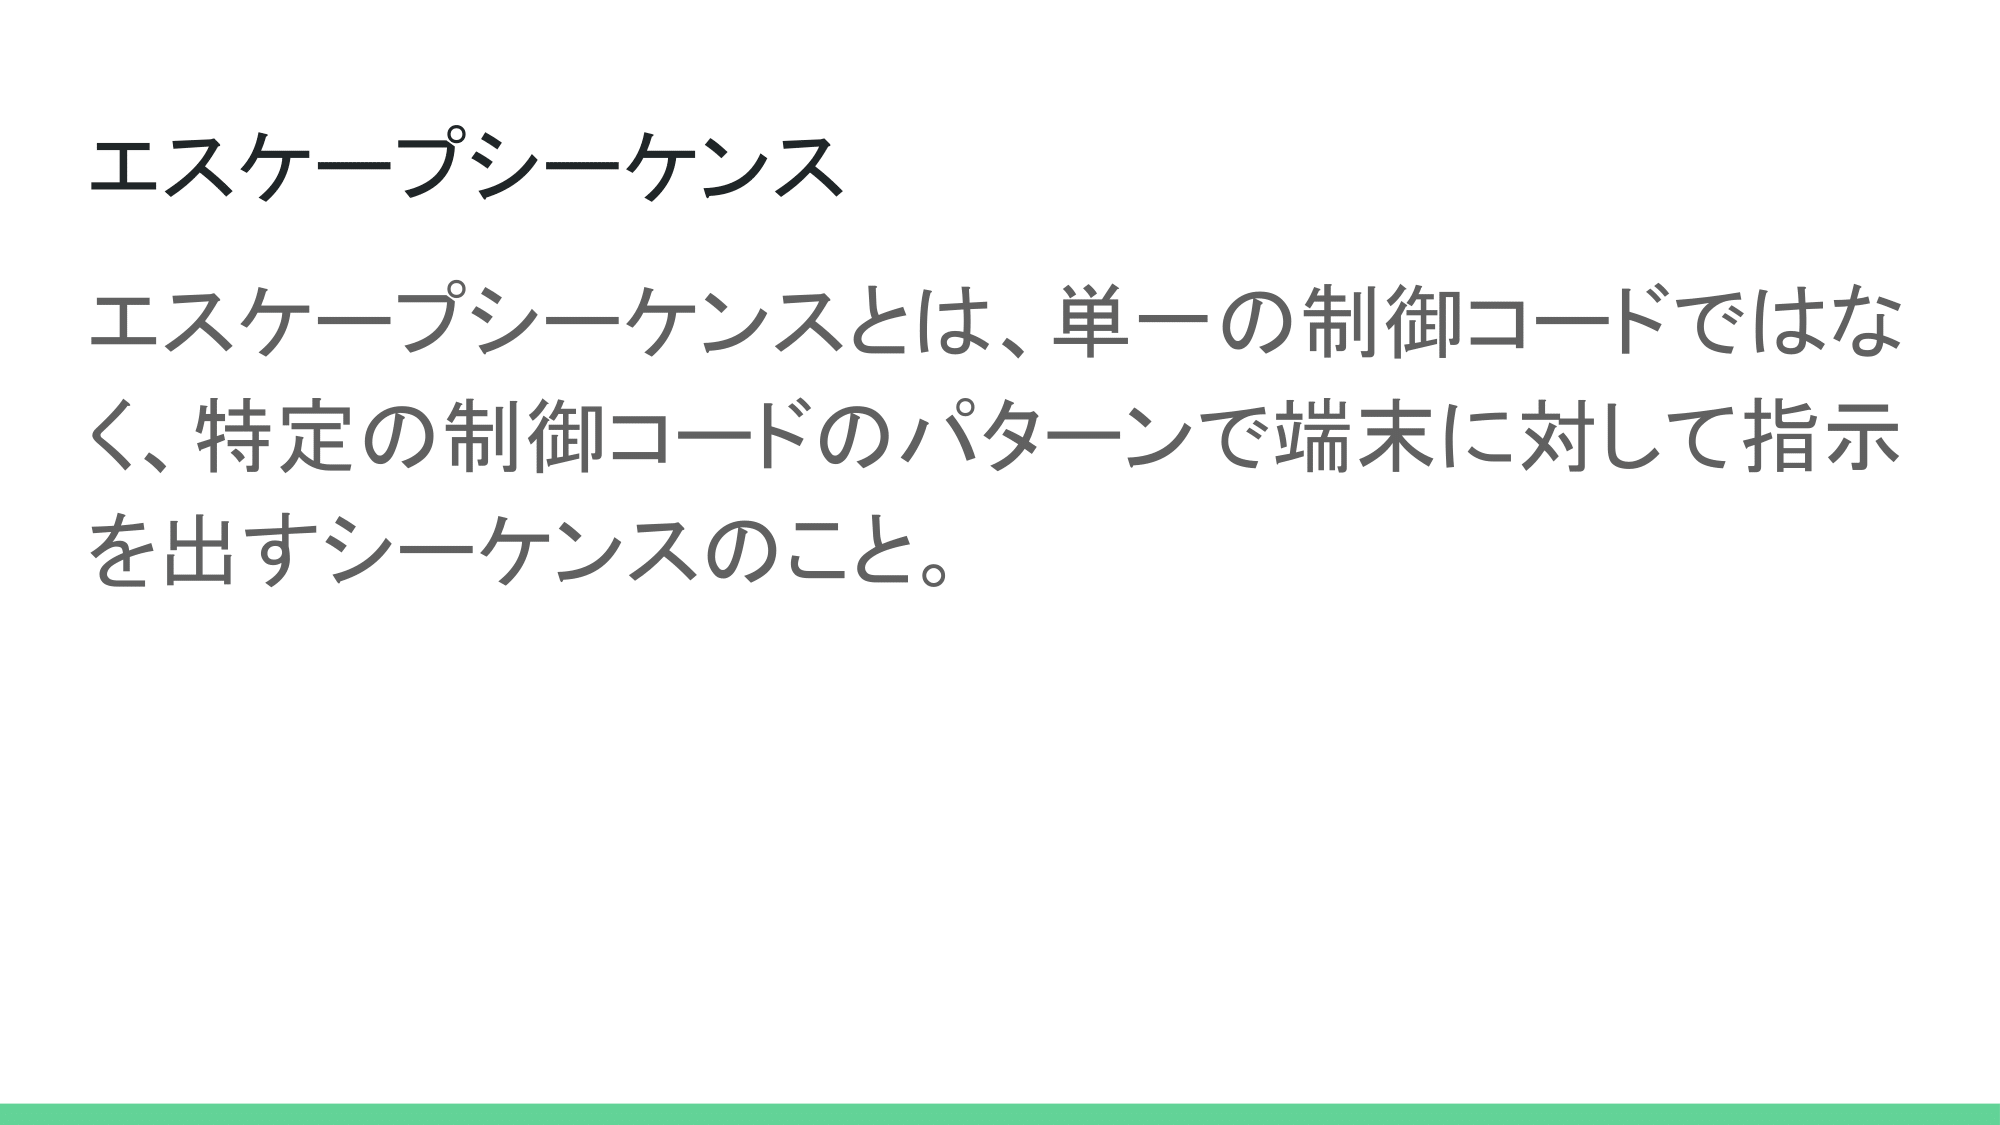 エスケープシーケンス
エスケープシーケンスとは、単一の制御コードではな
く、特定の制御コードのパターンで端末に対して指示
を出すシーケンスのこと。